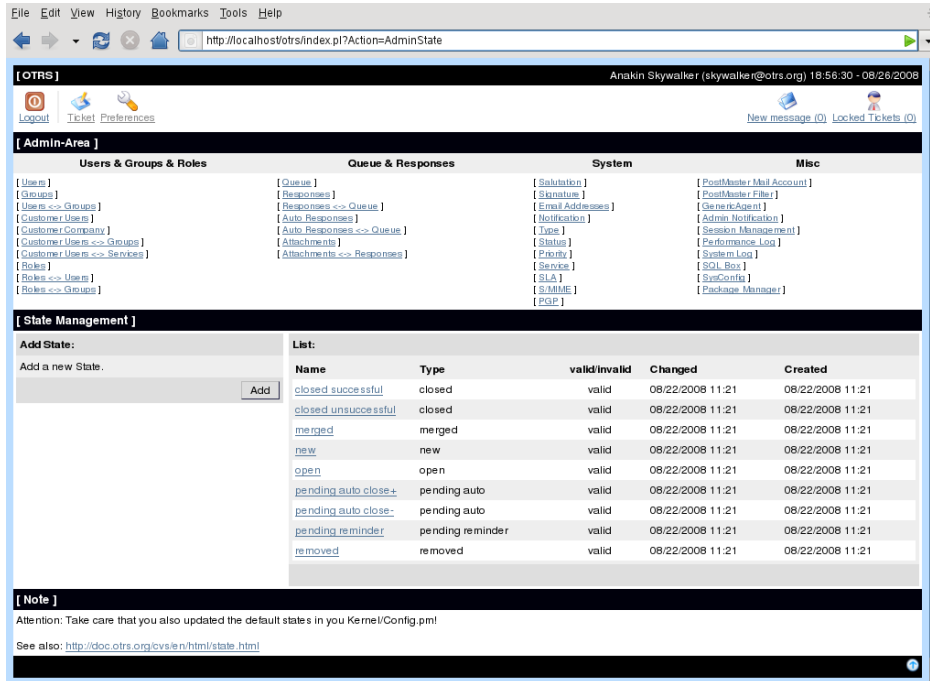 File Edit View History Bookmarks Tools Help
http://localhost/otrs/index.pl?Action=AdminState
[ OTRS ] Anakin Skywalker (skywalker@otrs.org) 18:56:30 - 08/26/2008
Logout Ticket Preferences New message (0) Locked Tickets (0)
[ Admin-Area ]
Users & Groups & Roles Queue & Responses System Misc
[ Users ] [ Queue ] [ Salutation ] [ PostMaster Mail Account ]
[ Groups ] [ Responses ] [ Signature ] [ PostMaster Filter ]
[ Users <-> Groups ] [ Responses <-> Queue ] [ Email Addresses ] [ GenericAgent ]
[ Customer Users ] [ Auto Responses ] [ Notification ] [ Admin Notification ]
[ Customer Company ] [ Auto Responses <-> Queue ] [ Type ] [ Session Management ]
[ Customer Users <-> Groups ] [ Attachments ] [ Status ] [ Performance Log ]
[ Customer Users <-> Services ] [ Attachments <-> Responses ] [ Priority ] [ System Log ]
[ Roles ] [ Service ] [ SQL Box ]
[ Roles <-> Users ] [ SLA ] [ SysConfig ]
[ Roles <-> Groups ] [ S/MIME ] [ Package Manager ]
[ PGP ]
[ State Management ]
Add State: List:
Add a new State.
Add
Name Type valid/invalid Changed Created
closed successful closed valid 08/22/2008 11:21 08/22/2008 11:21
closed unsuccessful closed valid 08/22/2008 11:21 08/22/2008 11:21
merged merged valid 08/22/2008 11:21 08/22/2008 11:21
new new valid 08/22/2008 11:21 08/22/2008 11:21
open open valid 08/22/2008 11:21 08/22/2008 11:21
pending auto close+ pending auto valid 08/22/2008 11:21 08/22/2008 11:21
pending auto close- pending auto valid 08/22/2008 11:21 08/22/2008 11:21
pending reminder pending reminder valid 08/22/2008 11:21 08/22/2008 11:21
removed removed valid 08/22/2008 11:21 08/22/2008 11:21
[ Note ]
Attention: Take care that you also updated the default states in you Kernel/Config.pm!
See also: http://doc.otrs.org/cvs/en/html/state.html